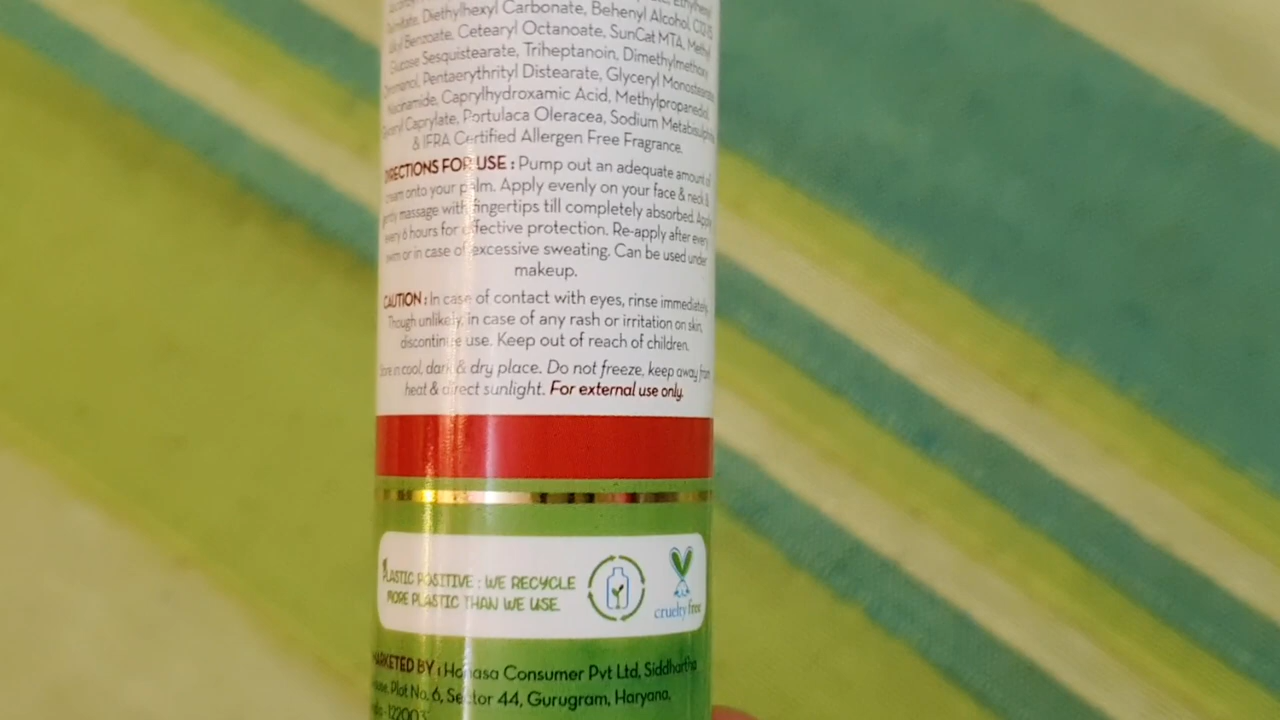 Diethylhexyl Carbonate, Behenyl Alcohol,
Benzoate, Cetearyl Octanoate, SunCat MTA, Methyl
Glucose Sesquistearate, Triheptanoin,
Pentaerythrityl Distearate, Glyceryl
Caprylhydroxamic Acid, Methylpropanediol
Caprylate, Portulaca Oleracea, Sodium
& IFRA Certified Allergen Free Fragrance.
DIRECTIONS FOR USE : Pump out an adequate amount of
cream onto your palm. Apply evenly on your face & neck &
gently massage with fingertips till completely absorbed. Apply
every 6 hours for effective protection. Re-apply after every
swim or in case of excessive sweating. Can be used under
makeup.
CAUTION : In case of contact with eyes, rinse immediately.
Though unlikely, in case of any rash or irritation on skin,
discontinue use. Keep out of reach of children.
in cool, dark & dry place. Do not freeze, keep away from
heat & direct sunlight. For external use only.
PLASTIC POSITIVE : WE RECYCLE
MORE PLASTIC THAN WE USE.
cruelty free
MARKETED BY : Honasa Consumer Pvt Ltd, Siddhartha
Plot No. 6, Sector 44, Gurugram, Haryana,
-122003